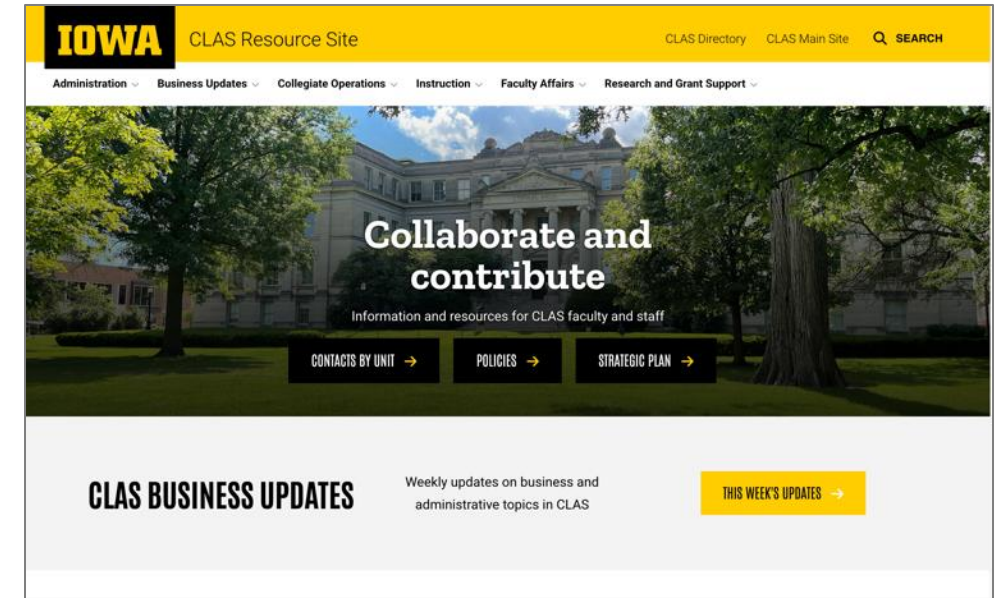 IOWA CLAS Resource Site CLAS Directory CLAS Main Site SEARCH
Administration Business Updates Collegiate Operations Instruction Faculty Affairs Research and Grant Support
Collaborate and
contribute
Information and resources for CLAS faculty and staff
CONTACTS BY UNIT → POLICIES → STRATEGIC PLAN →
CLAS BUSINESS UPDATES
Weekly updates on business and
administrative topics in CLAS
THIS WEEK'S UPDATES →